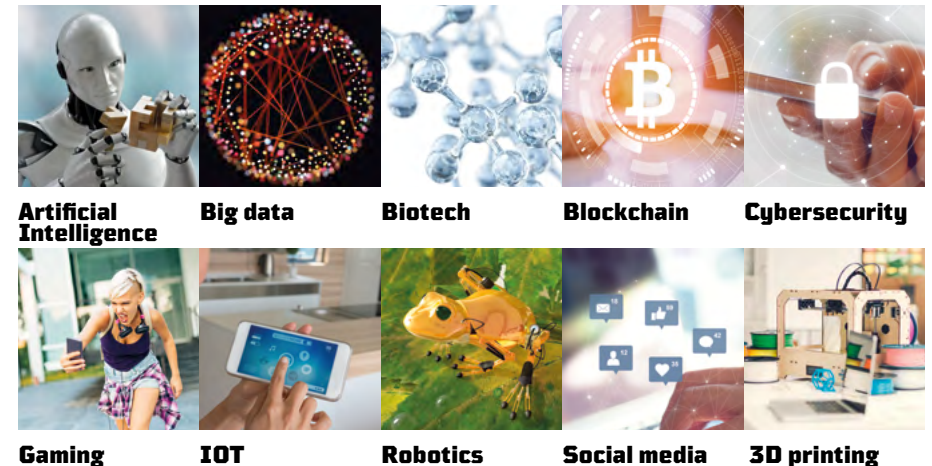 Artificial
Intelligence
Big data
Biotech
Blockchain
Cybersecurity
Gaming
IOT
Robotics
Social media
3D printing